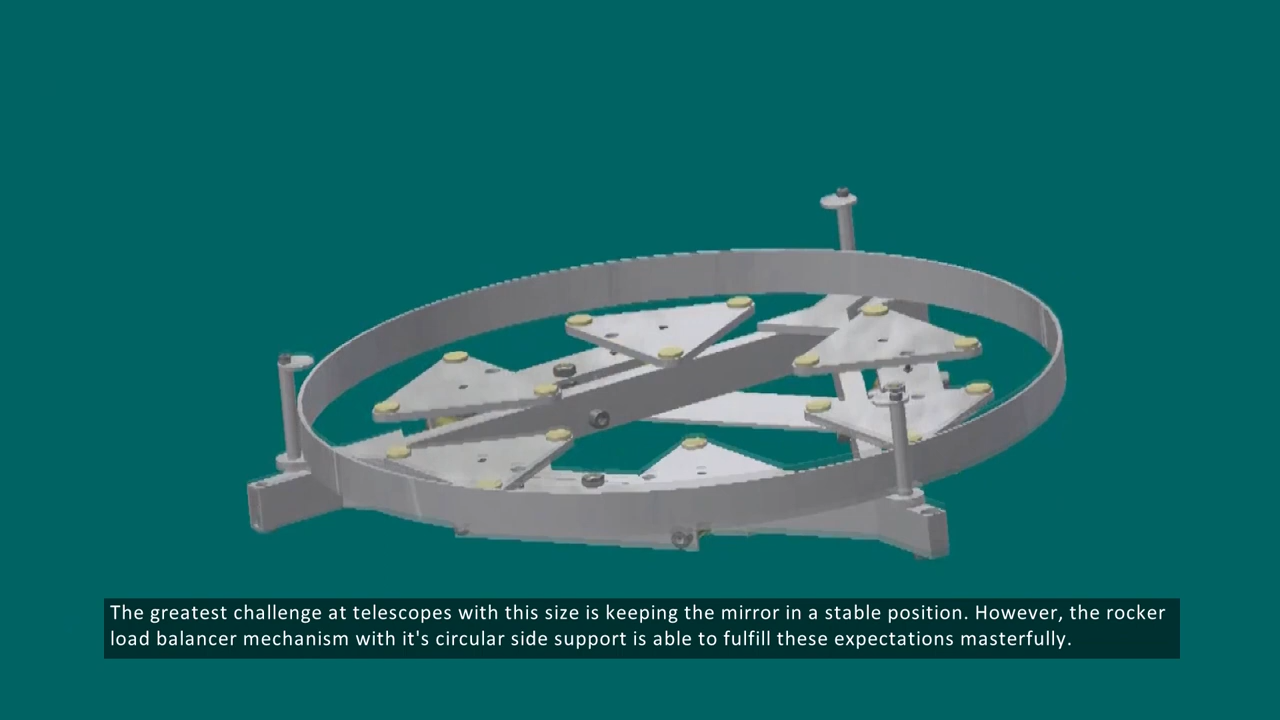 The greatest challenge at telescopes with this size is keeping the mirror in a stable position. However, the rocker
load balancer mechanism with it's circular side support is able to fulfill these expectations masterfully.